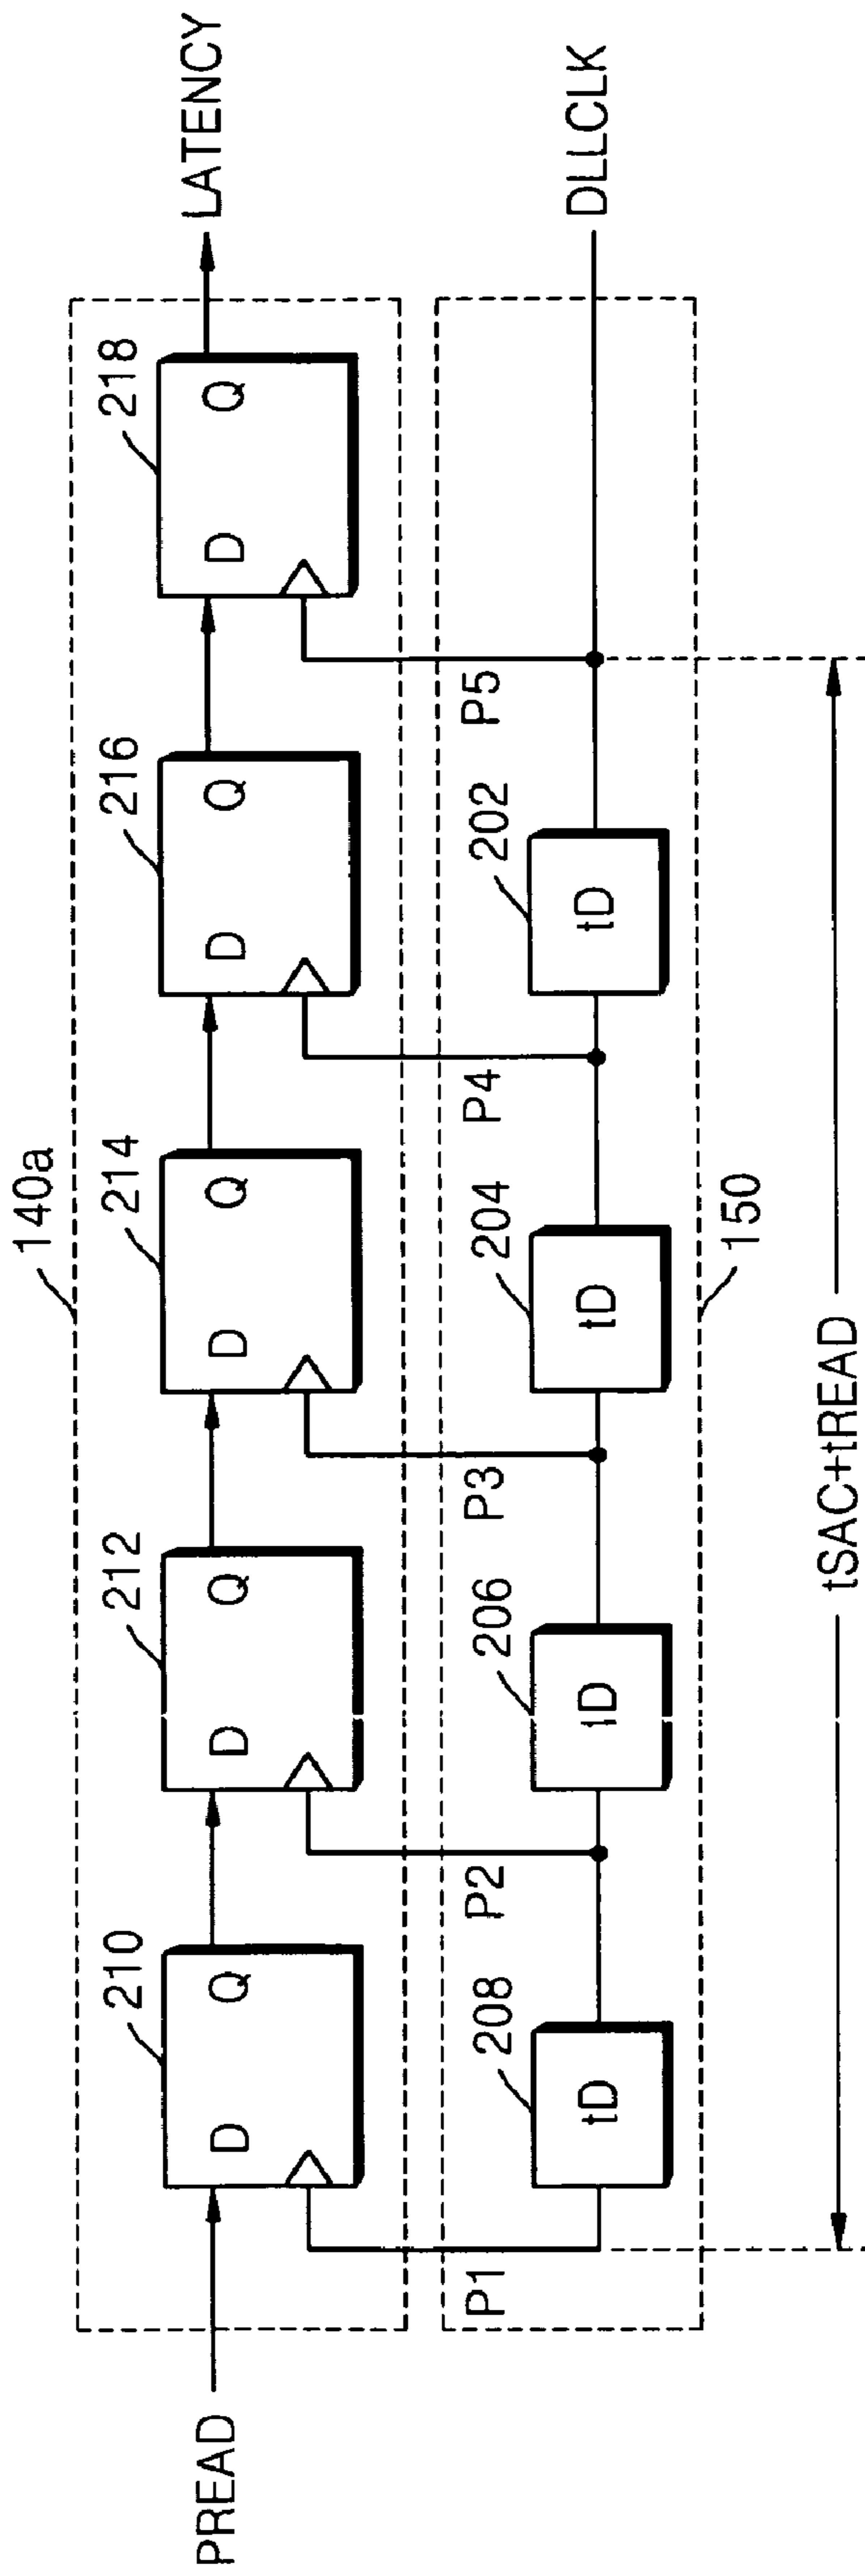 140a
210
212
214
216
218
PREAD
D Q
D Q
D Q
D Q
D Q
LATENCY
P1
P2
P3
P4
P5
208
206
204
202
tD
tD
tD
tD
DLLCLK
150
tSAC+tREAD